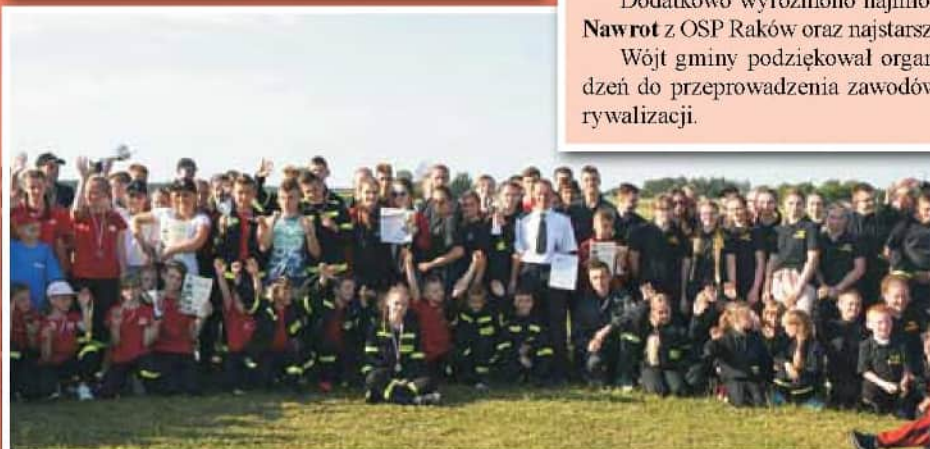 Dodatkowo wyróżniono najmło
Nawrot z OSP Raków oraz najstarsz
Wójt gminy podziękował organ
dzeń do przeprowadzenia zawodów
rywalizacji.